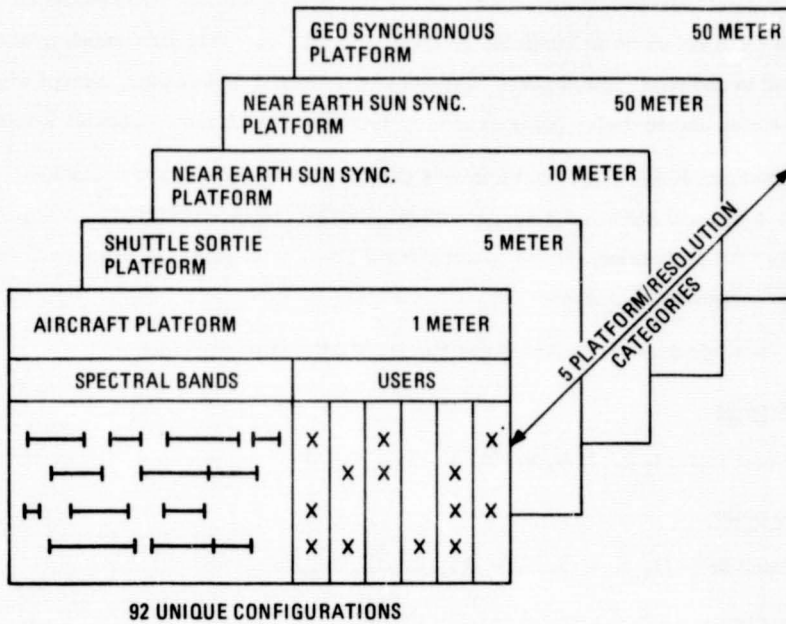 GEO SYNCHRONOUS 50 METER
PLATFORM
NEAR EARTH SUN SYNC. 50 METER
PLATFORM
NEAR EARTH SUN SYNC. 10 METER
PLATFORM
SHUTTLE SORTIE 5 METER
PLATFORM
AIRCRAFT PLATFORM 1 METER
5 PLATFORM/RESOLUTION
CATEGORIES
SPECTRAL BANDS USERS
X X X
X X X
X X X
X X X X
92 UNIQUE CONFIGURATIONS